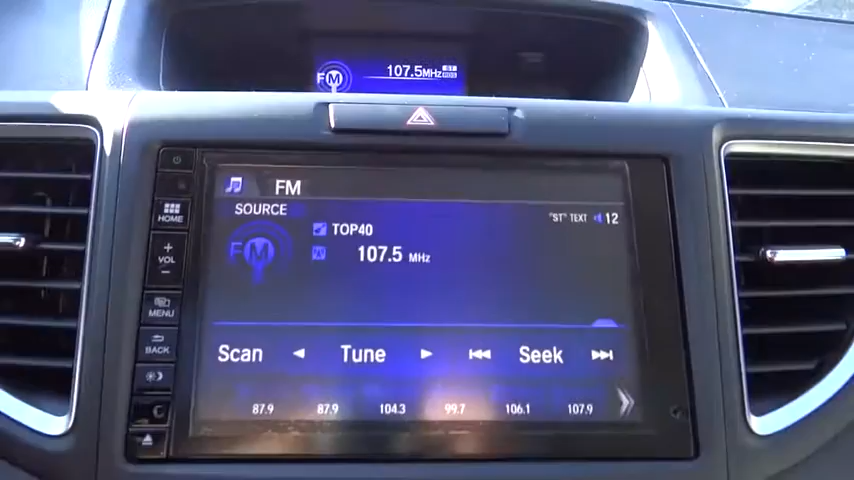 FM 107.5MHz ST
FM
SOURCE
HOME
TOP40
"ST" TEXT 12
FM 107.5 MHz
+ VOL −
MENU
BACK
Scan Tune Seek
87.9 87.9 104.3 99.7 106.1 107.9